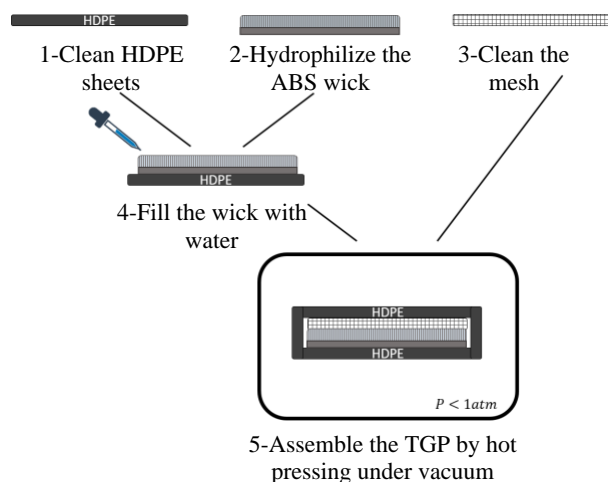 HDPE
1-Clean HDPE
sheets
2-Hydrophilize the
ABS wick
3-Clean the
mesh
HDPE
4-Fill the wick with
water
HDPE
HDPE
P < 1atm
5-Assemble the TGP by hot
pressing under vacuum